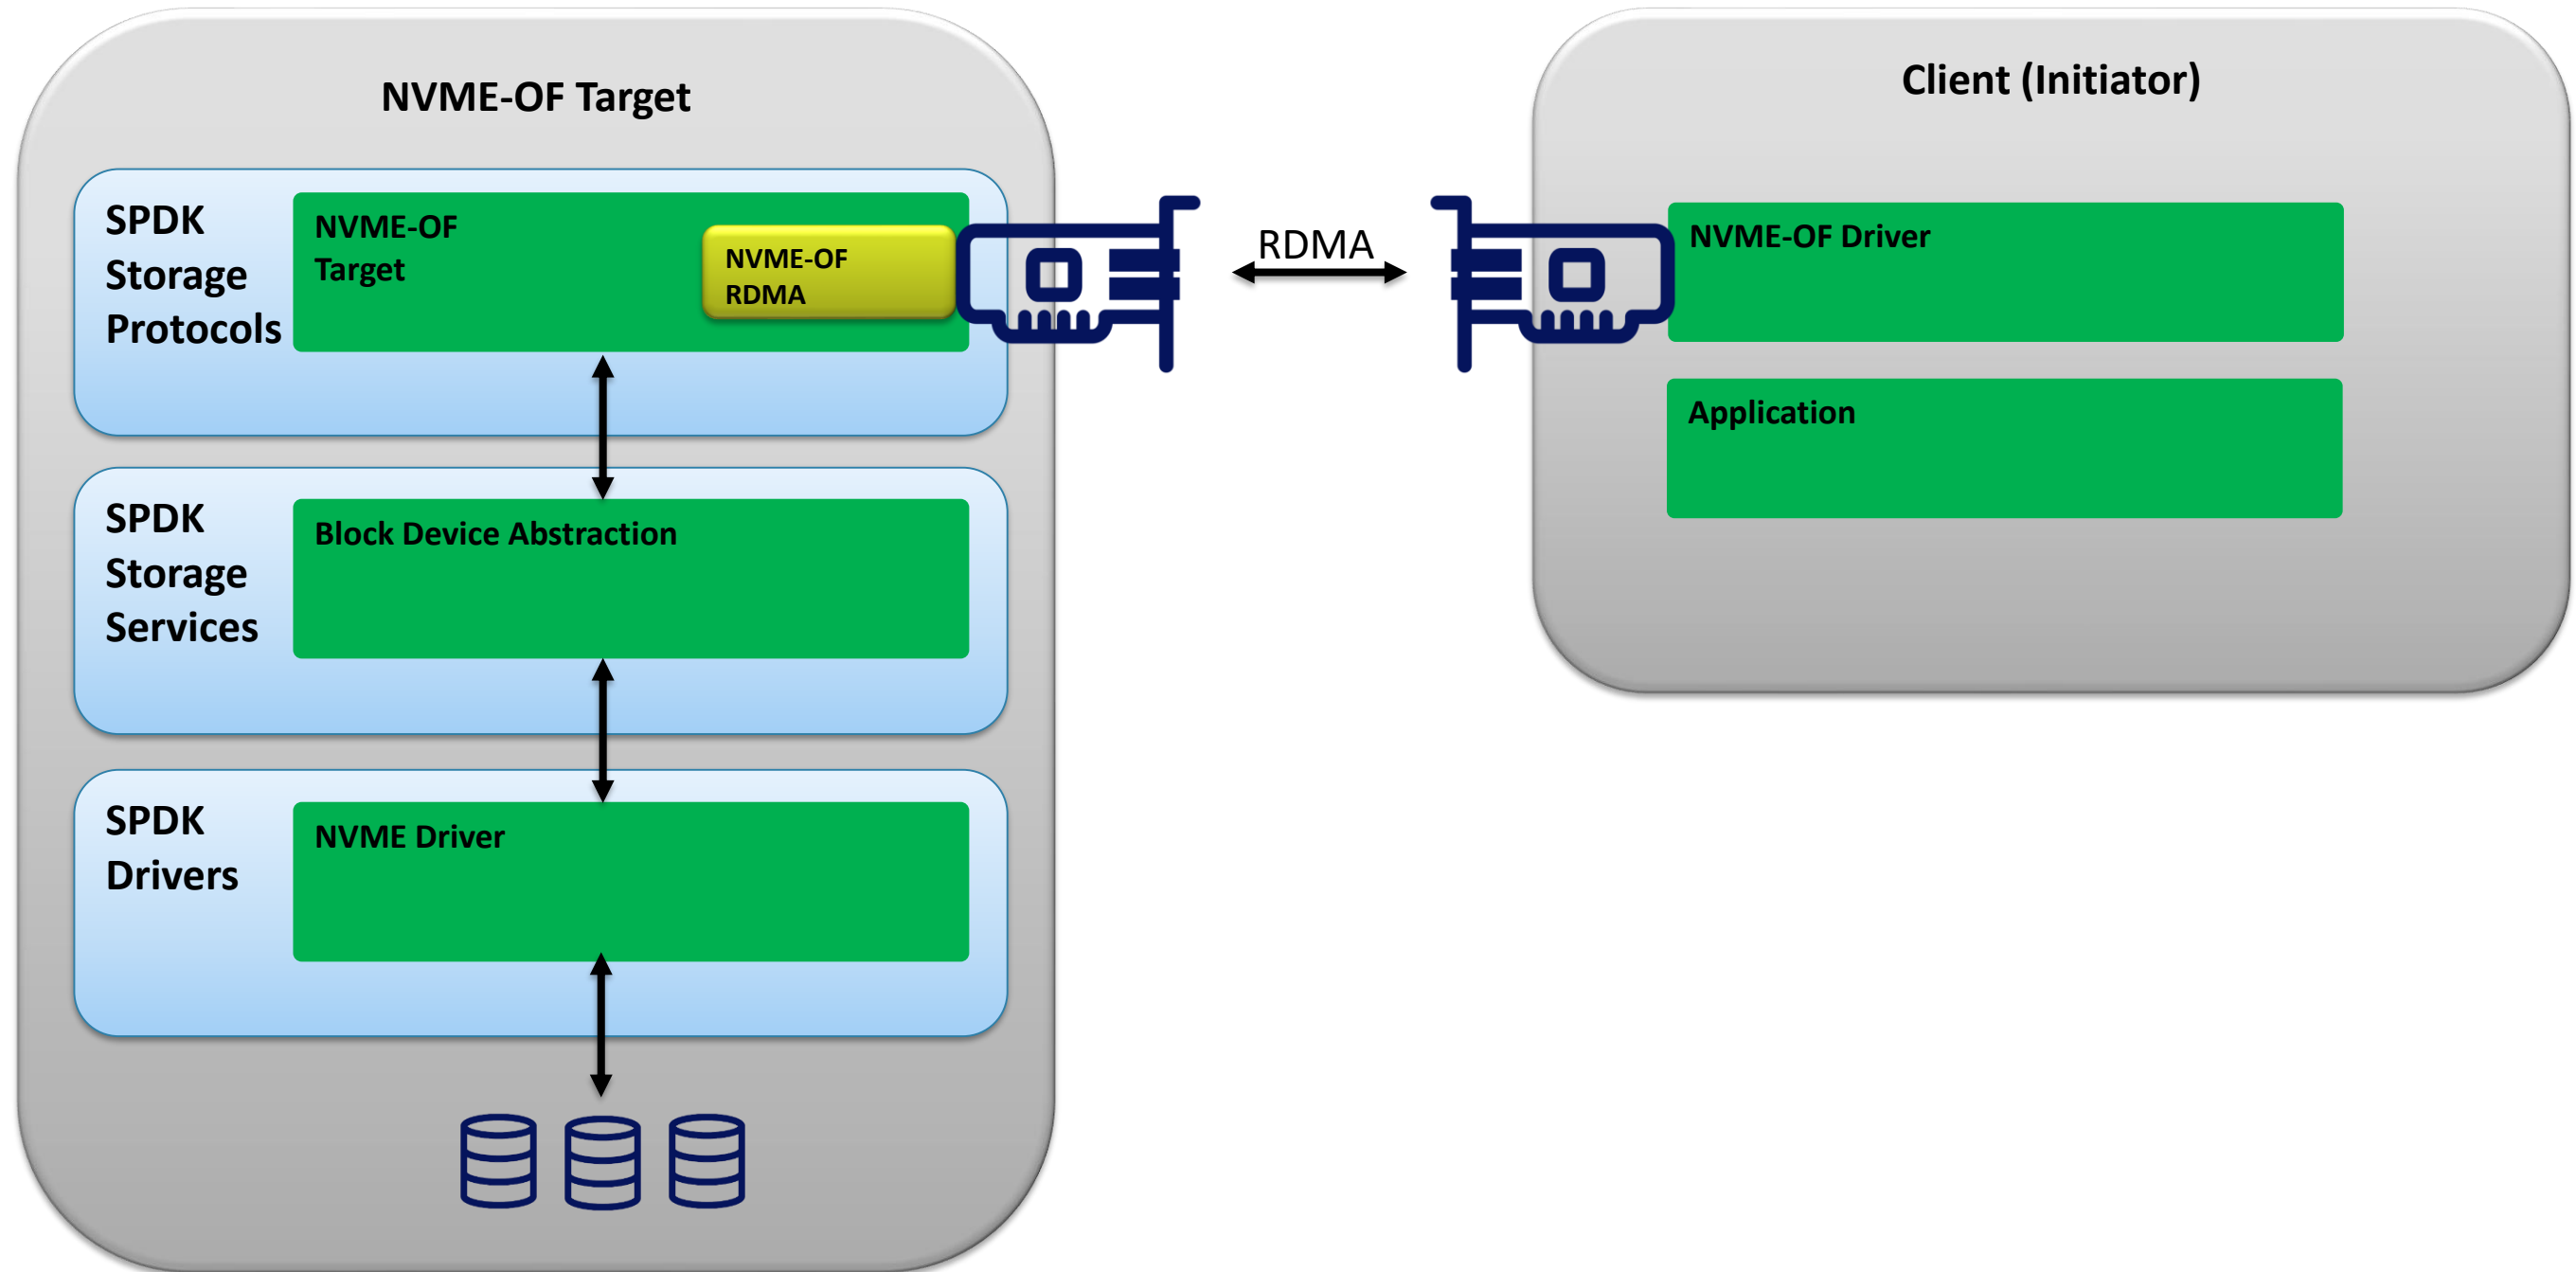 NVME-OF Target
SPDK
Storage
Protocols
NVME-OF
Target
NVME-OF
RDMA
SPDK
Storage
Services
Block Device Abstraction
SPDK
Drivers
NVME Driver
RDMA
Client (Initiator)
NVME-OF Driver
Application